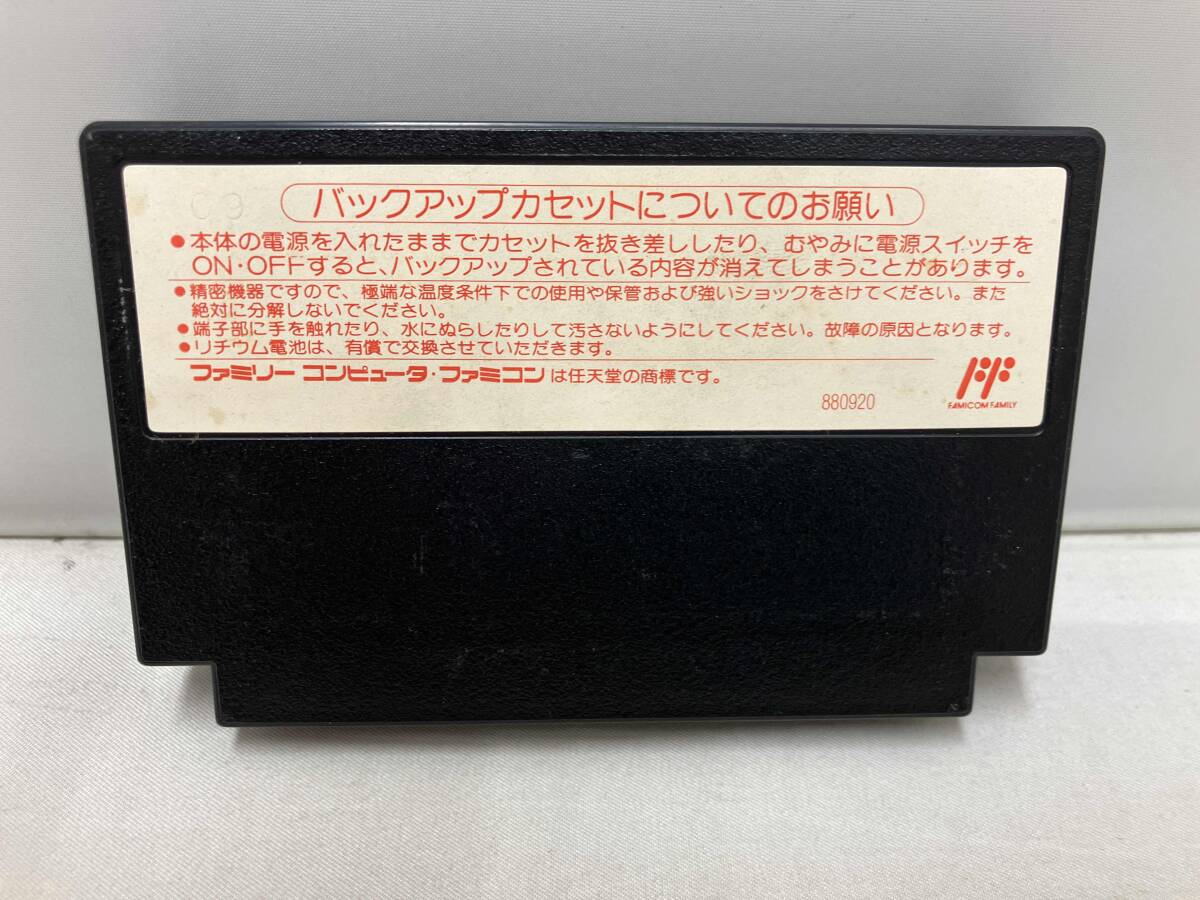 C9
バックアップカセットについてのお願い
●本体の電源を入れたままでカセットを抜き差ししたり、むやみに電源スイッチを
ON・OFFすると、バックアップされている内容が消えてしまうことがあります。
●精密機器ですので、極端な温度条件下での使用や保管および強いショックをさけてください。また
絶対に分解しないでください。
●端子部に手を触れたり、水にぬらしたりして汚さないようにしてください。故障の原因となります。
●リチウム電池は、有償で交換させていただきます。
ファミリー コンピュータ・ファミコンは任天堂の商標です。
880920
FAMICOM FAMILY